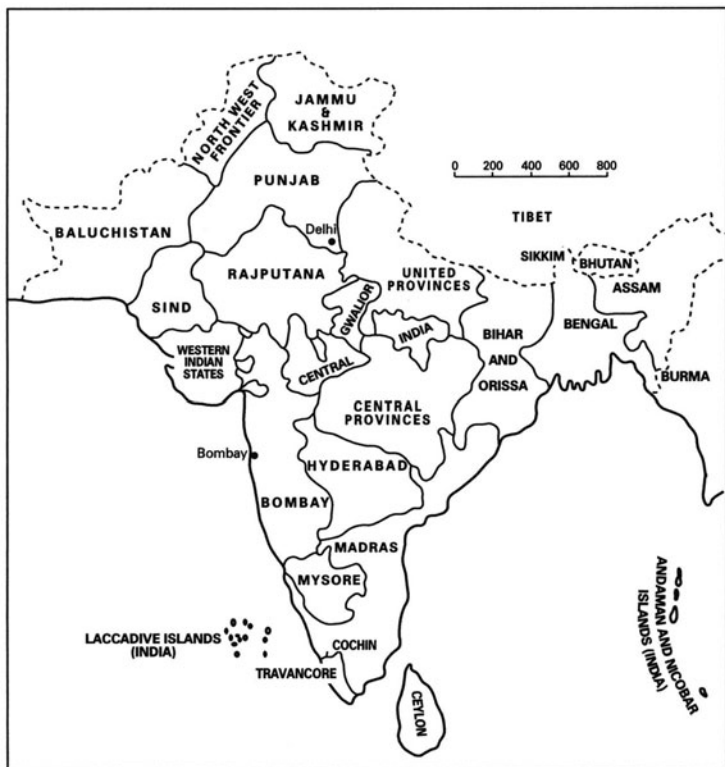 JAMMU
&
KASHMIR
NORTH WEST
FRONTIER
PUNJAB
0 200 400 600 800
BALUCHISTAN
Delhi
TIBET
RAJPUTANA
SIKKIM
BHUTAN
UNITED
PROVINCES
ASSAM
GWALIOR
SIND
BENGAL
INDIA
BIHAR
AND
ORISSA
WESTERN
INDIAN
STATES
CENTRAL
BURMA
CENTRAL
PROVINCES
Bombay
HYDERABAD
BOMBAY
MADRAS
MYSORE
ANDAMAN AND NICOBAR
ISLANDS (INDIA)
LACCADIVE ISLANDS
(INDIA)
COCHIN
TRAVANCORE
CEYLON